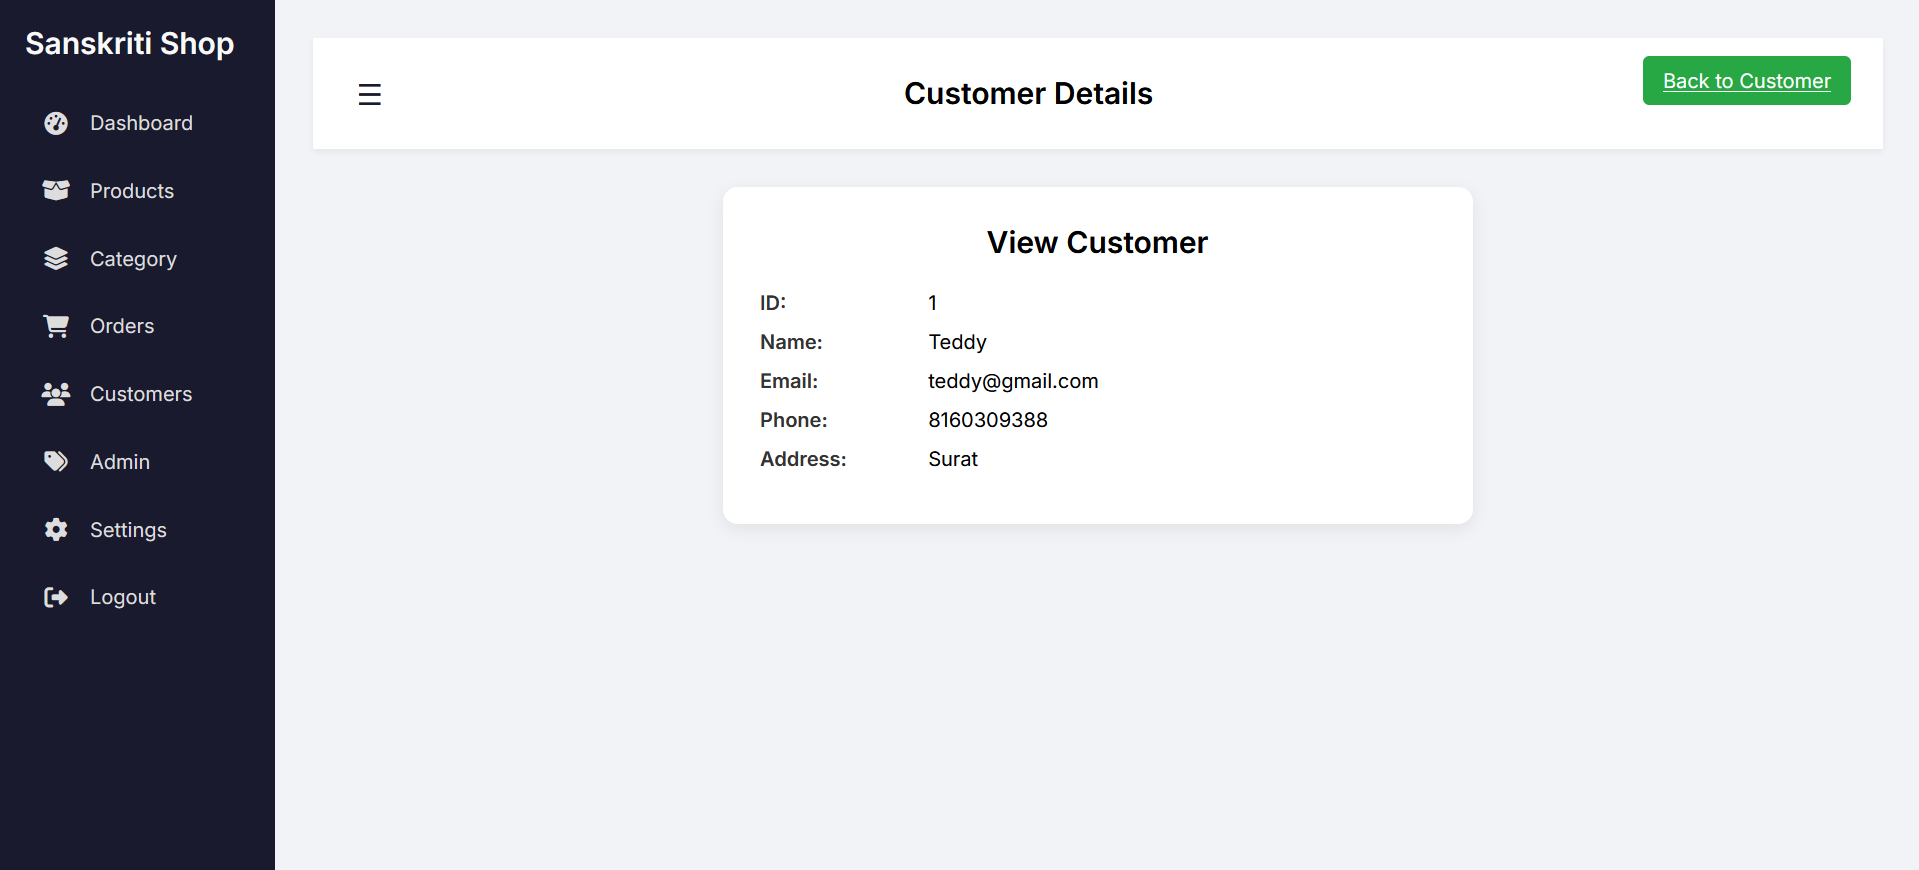 Sanskriti Shop
Dashboard
Products
Category
Orders
Customers
Admin
Settings
Logout
Customer Details
Back to Customer
View Customer
ID: 1
Name: Teddy
Email: teddy@gmail.com
Phone: 8160309388
Address: Surat